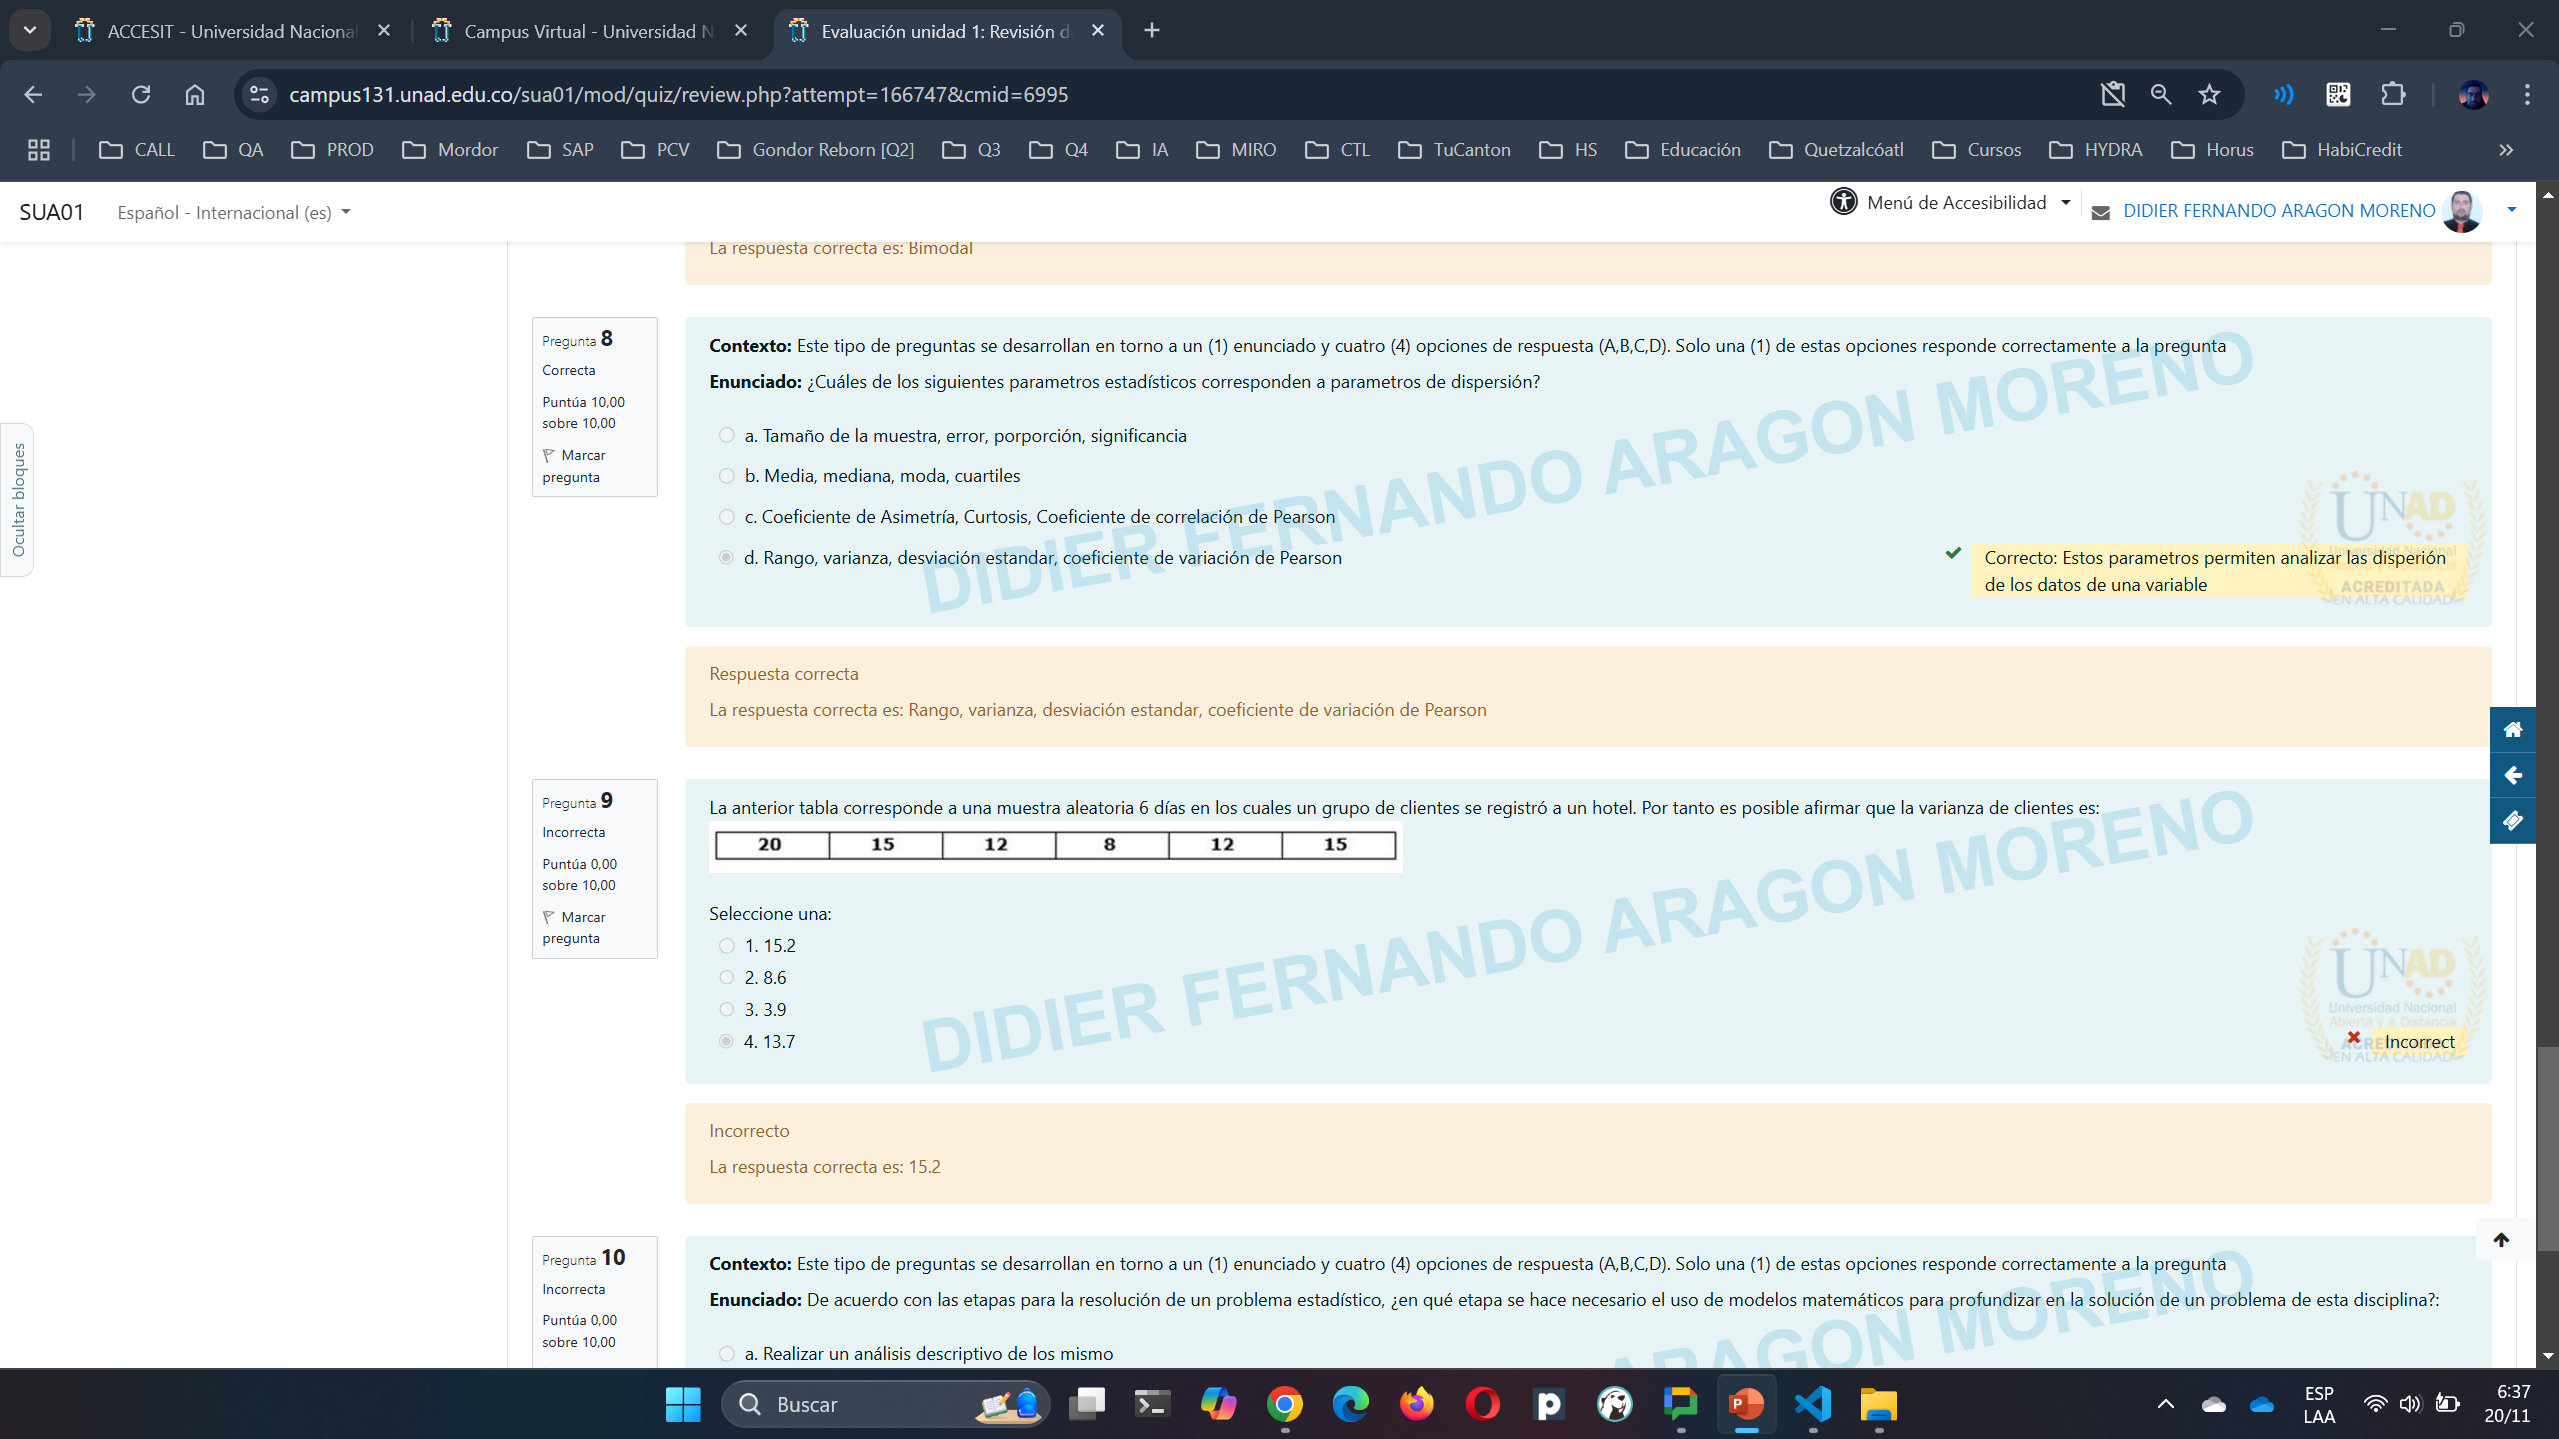 ACCESIT - Universidad Nacional
Campus Virtual - Universidad N
Evaluación unidad 1: Revisión d
campus131.unad.edu.co/sua01/mod/quiz/review.php?attempt=166747&cmid=6995
CALL QA PROD Mordor SAP PCV Gondor Reborn [Q2] Q3 Q4 IA MIRO CTL TuCanton HS Educación Quetzalcóatl Cursos HYDRA Horus HabiCredit
SUA01 Español - Internacional (es) Menú de Accesibilidad DIDIER FERNANDO ARAGON MORENO
Ocultar bloques
La respuesta correcta es: Bimodal
Pregunta 8
Correcta
Puntúa 10,00
sobre 10,00
Marcar
pregunta
Contexto: Este tipo de preguntas se desarrollan en torno a un (1) enunciado y cuatro (4) opciones de respuesta (A,B,C,D). Solo una (1) de estas opciones responde correctamente a la pregunta
Enunciado: ¿Cuáles de los siguientes parametros estadísticos corresponden a parametros de dispersión?
a. Tamaño de la muestra, error, porporción, significancia
b. Media, mediana, moda, cuartiles
c. Coeficiente de Asimetría, Curtosis, Coeficiente de correlación de Pearson
d. Rango, varianza, desviación estandar, coeficiente de variación de Pearson
Correcto: Estos parametros permiten analizar las disperión
de los datos de una variable
DIDIER FERNANDO ARAGON MORENO
UNAD
Universidad Nacional
ACREDITADA
EN ALTA CALIDAD
Respuesta correcta
La respuesta correcta es: Rango, varianza, desviación estandar, coeficiente de variación de Pearson
Pregunta 9
Incorrecta
Puntúa 0,00
sobre 10,00
Marcar
pregunta
La anterior tabla corresponde a una muestra aleatoria 6 días en los cuales un grupo de clientes se registró a un hotel. Por tanto es posible afirmar que la varianza de clientes es:
20 15 12 8 12 15
Seleccione una:
1. 15.2
2. 8.6
3. 3.9
4. 13.7
Incorrect
DIDIER FERNANDO ARAGON MORENO
UNAD
Universidad Nacional
Abierta y a Distancia
EN ALTA CALIDAD
Incorrecto
La respuesta correcta es: 15.2
Pregunta 10
Incorrecta
Puntúa 0,00
sobre 10,00
Contexto: Este tipo de preguntas se desarrollan en torno a un (1) enunciado y cuatro (4) opciones de respuesta (A,B,C,D). Solo una (1) de estas opciones responde correctamente a la pregunta
Enunciado: De acuerdo con las etapas para la resolución de un problema estadístico, ¿en qué etapa se hace necesario el uso de modelos matemáticos para profundizar en la solución de un problema de esta disciplina?:
a. Realizar un análisis descriptivo de los mismo
ARAGON MORENO
Buscar
ESP
LAA
6:37
20/11